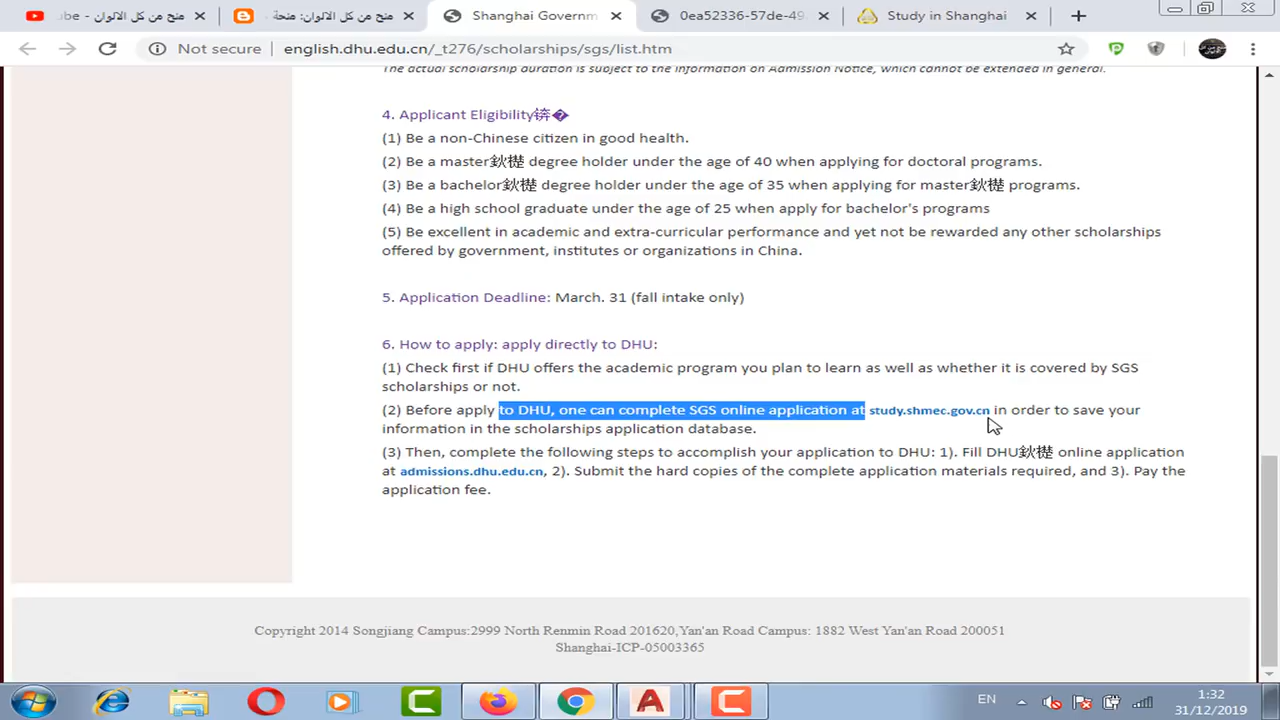 ube - منح من كل الالوان
منح من كل الالوان: منحة
Shanghai Governm
0ea52336-57de-49
Study in Shanghai
Not secure
english.dhu.edu.cn/_t276/scholarships/sgs/list.htm
The actual scholarship duration is subject to the information on Admission Notice, which cannot be extended in general.
4. Applicant Eligibility锛�
(1) Be a non-Chinese citizen in good health.
(2) Be a master鈥檚 degree holder under the age of 40 when applying for doctoral programs.
(3) Be a bachelor鈥檚 degree holder under the age of 35 when applying for master鈥檚 programs.
(4) Be a high school graduate under the age of 25 when apply for bachelor's programs
(5) Be excellent in academic and extra-curricular performance and yet not be rewarded any other scholarships
offered by government, institutes or organizations in China.
5. Application Deadline: March. 31 (fall intake only)
6. How to apply: apply directly to DHU:
(1) Check first if DHU offers the academic program you plan to learn as well as whether it is covered by SGS
scholarships or not.
(2) Before apply to DHU, one can complete SGS online application at study.shmec.gov.cn in order to save your
information in the scholarships application database.
(3) Then, complete the following steps to accomplish your application to DHU: 1). Fill DHU鈥檚 online application
at admissions.dhu.edu.cn, 2). Submit the hard copies of the complete application materials required, and 3). Pay the
application fee.
Copyright 2014 Songjiang Campus:2999 North Renmin Road 201620,Yan'an Road Campus: 1882 West Yan'an Road 200051
Shanghai-ICP-05003365
EN
1:32
31/12/2019